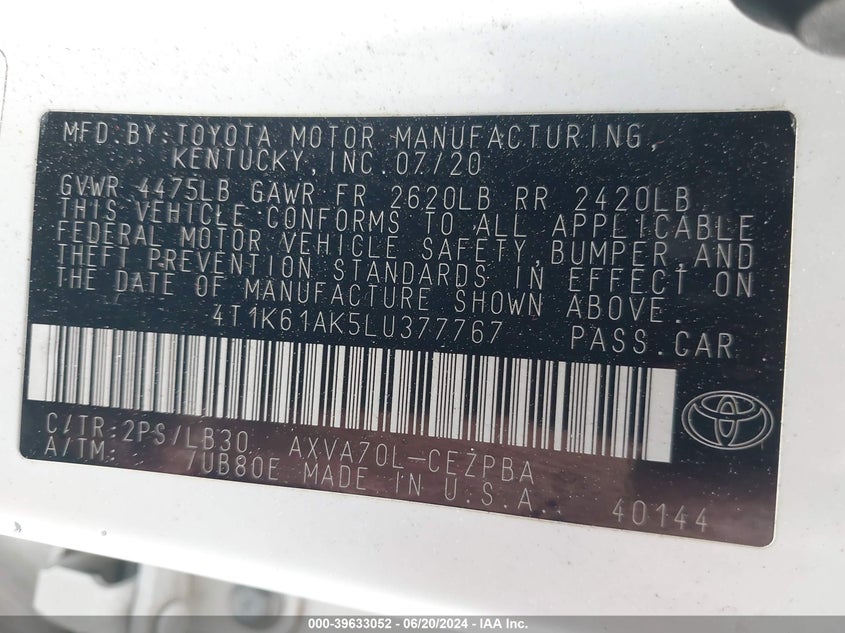 MFD.BY:TOYOTA MOTOR MANUFACTURING,
KENTUCKY,INC.07/20
GVWR 4475LB GAWR FR 2620LB RR 2420LB
THIS VEHICLE CONFORMS TO ALL APPLICABLE
FEDERAL MOTOR VEHICLE SAFETY,BUMPER,AND
THEFT PREVENTION STANDARDS IN EFFECT ON
THE DATE OF MANUFACTURE SHOWN ABOVE.
4T1K61AK5LU377767 PASS.CAR
C/TR:2PS/LB30 AXVA70L-CEZPBA
A/TM: 7UB80E MADE IN U.S.A. 40144
000-39633052 - 06/20/2024 - IAA Inc.